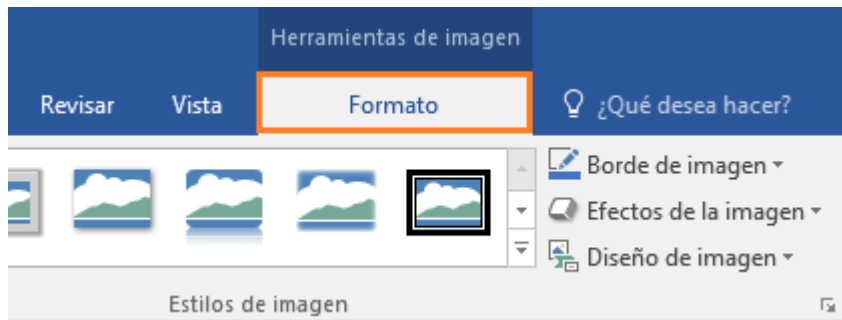 Herramientas de imagen
Revisar Vista Formato ¿Qué desea hacer?
Borde de imagen
Efectos de la imagen
Diseño de imagen
Estilos de imagen